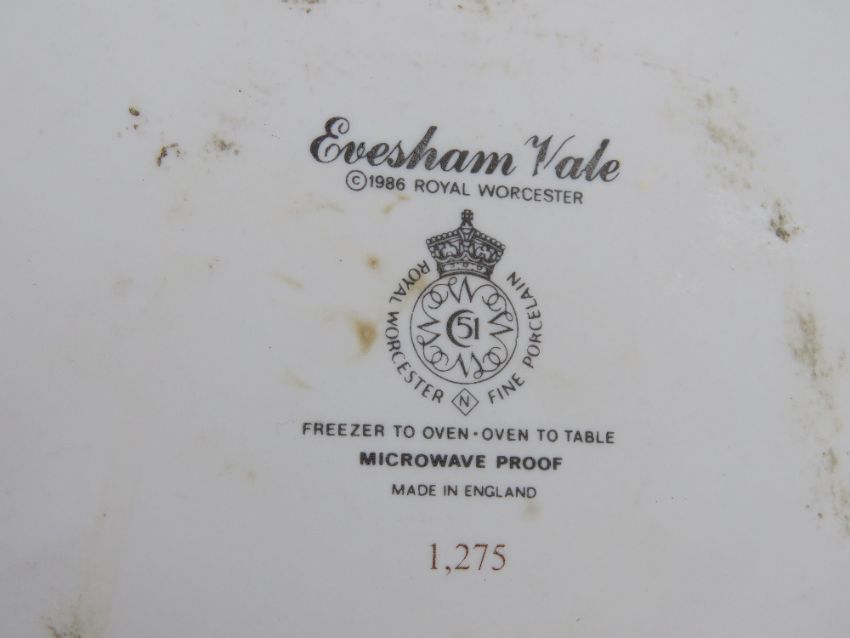 Evesham Vale
©1986 ROYAL WORCESTER
ROYAL WORCESTER FINE PORCELAIN
C51
N
FREEZER TO OVEN·OVEN TO TABLE
MICROWAVE PROOF
MADE IN ENGLAND
1,275